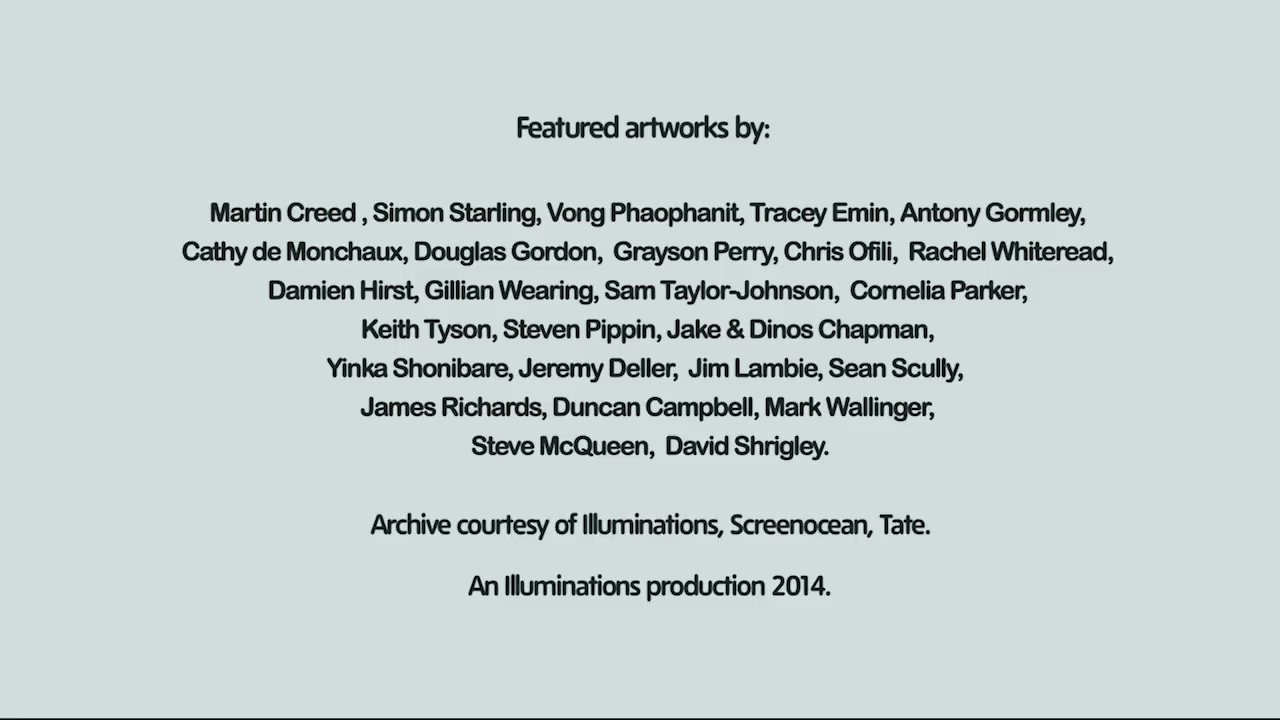 Featured artworks by:
Martin Creed , Simon Starling, Vong Phaophanit, Tracey Emin, Antony Gormley,
Cathy de Monchaux, Douglas Gordon, Grayson Perry, Chris Ofili, Rachel Whiteread,
Damien Hirst, Gillian Wearing, Sam Taylor-Johnson, Cornelia Parker,
Keith Tyson, Steven Pippin, Jake & Dinos Chapman,
Yinka Shonibare, Jeremy Deller, Jim Lambie, Sean Scully,
James Richards, Duncan Campbell, Mark Wallinger,
Steve McQueen, David Shrigley.
Archive courtesy of Illuminations, Screenocean, Tate.
An Illuminations production 2014.